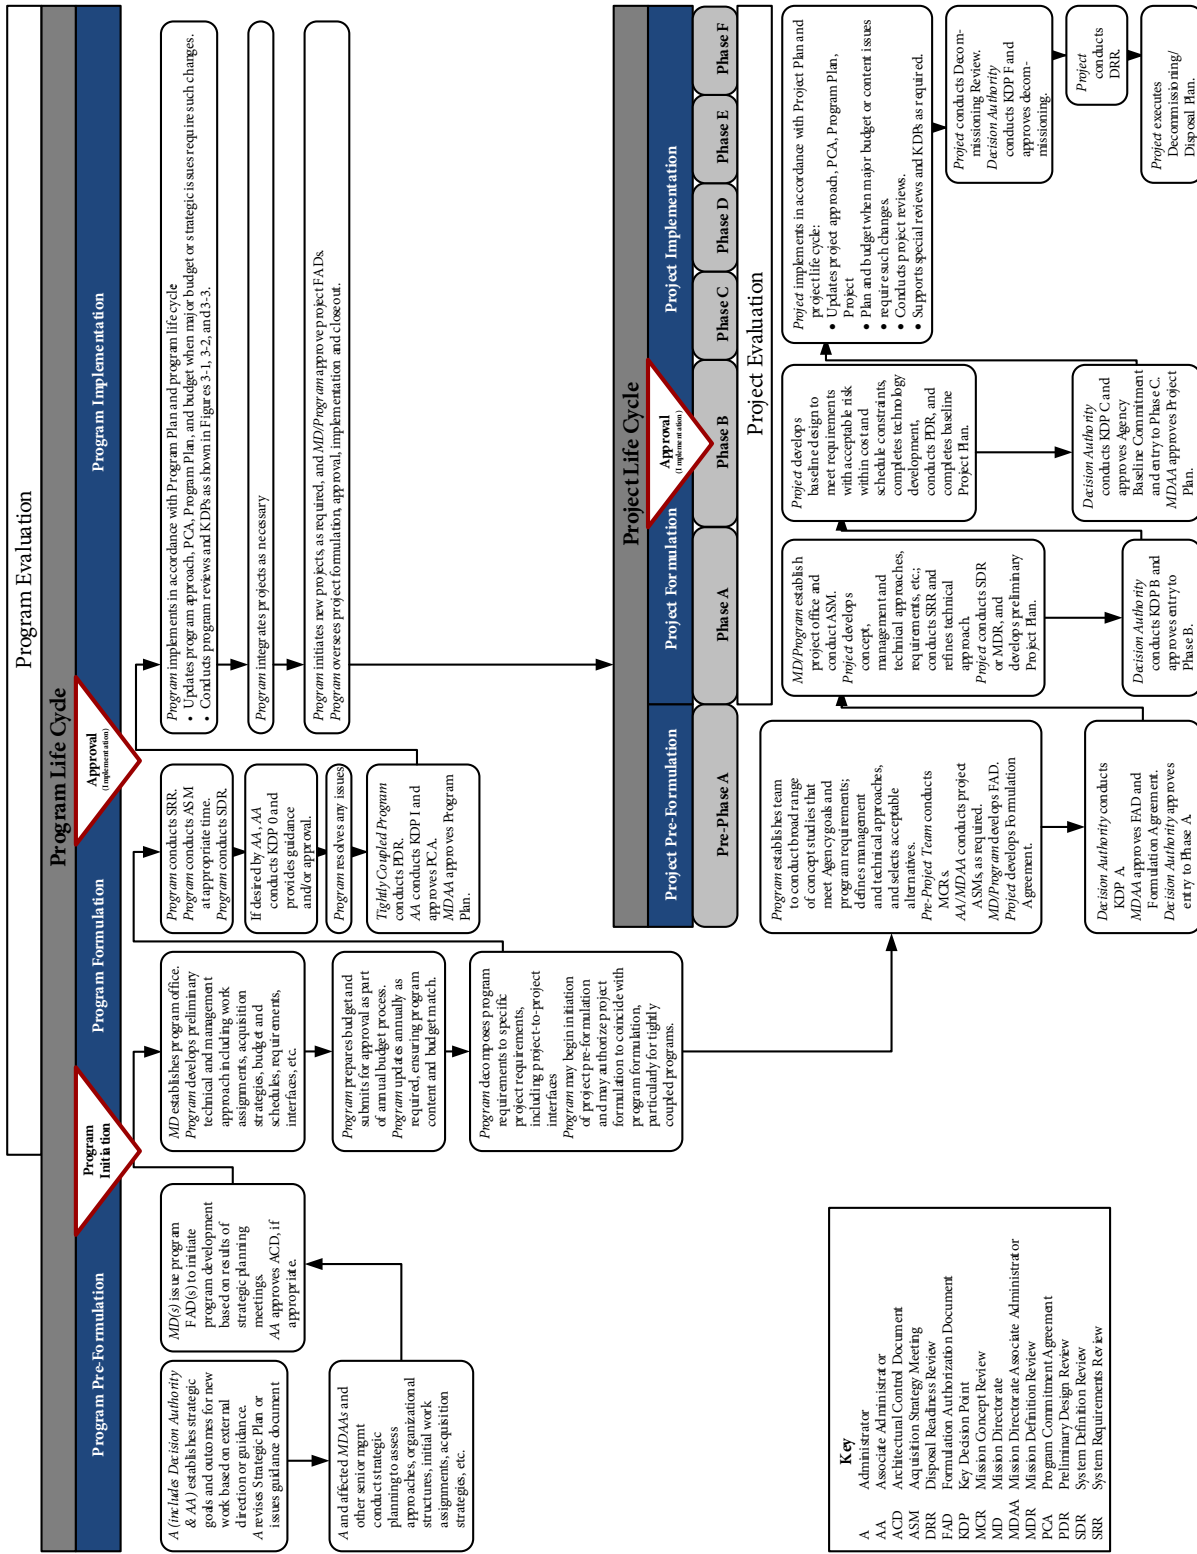 Program Evaluation
Program Life Cycle
Program Pre-Formulation
Program
Initiation
Program Formulation
Approval
(Implementation)
Program Implementation
A (includes Decision Authority
& AA) establishes strategic
goals and outcomes for new
work based on external
direction or guidance.
A revises Strategic Plan or
issues guidance document
A and affected MDAAs and
other senior mgmt
conduct strategic
planning to assess
approaches, organizational
structures, initial work
assignments, acquisition
strategies, etc.
MD(s) issue program
FAD(s) to initiate
program development
based on results of
strategic planning
meetings.
AA approves ACD, if
appropriate.
MD establishes program office.
Program develops preliminary
technical and management
approach including work
assignments, acquisition
strategies, budget and
schedules, requirements,
interfaces, etc.
Program prepares budget and
submits for approval as part
of annual budget process.
Program updates annually as
required, ensuring program
content and budget match.
Program decomposes program
requirements to specific
project requirements,
including project-to-project
interfaces
Program may begin initiation
of project pre-formulation
and may authorize project
formulation to coincide with
program formulation,
particularly for tightly
coupled programs.
Program conducts SRR.
Program conducts ASM
at appropriate time.
Program conducts SDR.
If desired by AA, AA
conducts KDP 0 and
provides guidance
and/or approval.
Program resolves any issues
Tightly Coupled Program
conducts PDR.
AA conducts KDP I and
approves PCA.
MDAA approves Program
Plan.
Program implements in accordance with Program Plan and program life cycle
• Updates program approach, PCA, Program Plan, and budget when major budget or strategic issues require such changes.
• Conducts program reviews and KDPs as shown in Figures 3-1, 3-2, and 3-3.
Program integrates projects as necessary
Program initiates new projects, as required, and MD/Program approve project FADs.
Program oversees project formulation, approval, implementation and closeout.
Project Life Cycle
Project Pre-Formulation
Project Formulation
Approval
(Implementation)
Project Implementation
Pre-Phase A
Phase A
Phase B
Phase C
Phase D
Phase E
Phase F
Project Evaluation
Program establishes team
to conduct broad range
of concept studies that
meet Agency goals and
program requirements;
defines management
and technical approaches,
and selects acceptable
alternatives.
Pre-Project Team conducts
MCRs.
AA/MDAA conducts project
ASMs, as required.
MD/Program develops FAD.
Project develops Formulation
Agreement.
Decision Authority conducts
KDP A.
MDAA approves FAD and
Formulation Agreement.
Decision Authority approves
entry to Phase A.
MD/Program establish
project office and
conduct ASM.
Project develops
concept,
management and
technical approaches,
requirements, etc.;
conducts SRR and
refines technical
approach.
Project conducts SDR
or MDR, and
develops preliminary
Project Plan.
Decision Authority
conducts KDP B and
approves entry to
Phase B.
Project develops
baseline design to
meet requirements
with acceptable risk
within cost and
schedule constraints,
completes technology
development,
conducts PDR, and
completes baseline
Project Plan.
Decision Authority
conducts KDP C and
approves Agency
Baseline Commitment
and entry to Phase C.
MDAA approves Project
Plan.
Project implements in accordance with Project Plan and
project life cycle:
• Updates project approach, PCA, Program Plan,
Project
• Plan and budget when major budget or content issues
• require such changes.
• Conducts project reviews.
• Supports special reviews and KDPs as required.
Project conducts Decom-
missioning Review.
Decision Authority
conducts KDP F and
approves decom-
missioning.
Project
conducts
DRR.
Project executes
Decommissioning/
Disposal Plan.
Key
A Administrator
AA Associate Administrator
ACD Architectural Control Document
ASM Acquisition Strategy Meeting
DRR Disposal Readiness Review
FAD Formulation Authorization Document
KDP Key Decision Point
MCR Mission Concept Review
MD Mission Directorate
MDAA Mission Directorate Associate Administrator
MDR Mission Definition Review
PCA Program Commitment Agreement
PDR Preliminary Design Review
SDR System Definition Review
SRR System Requirements Review